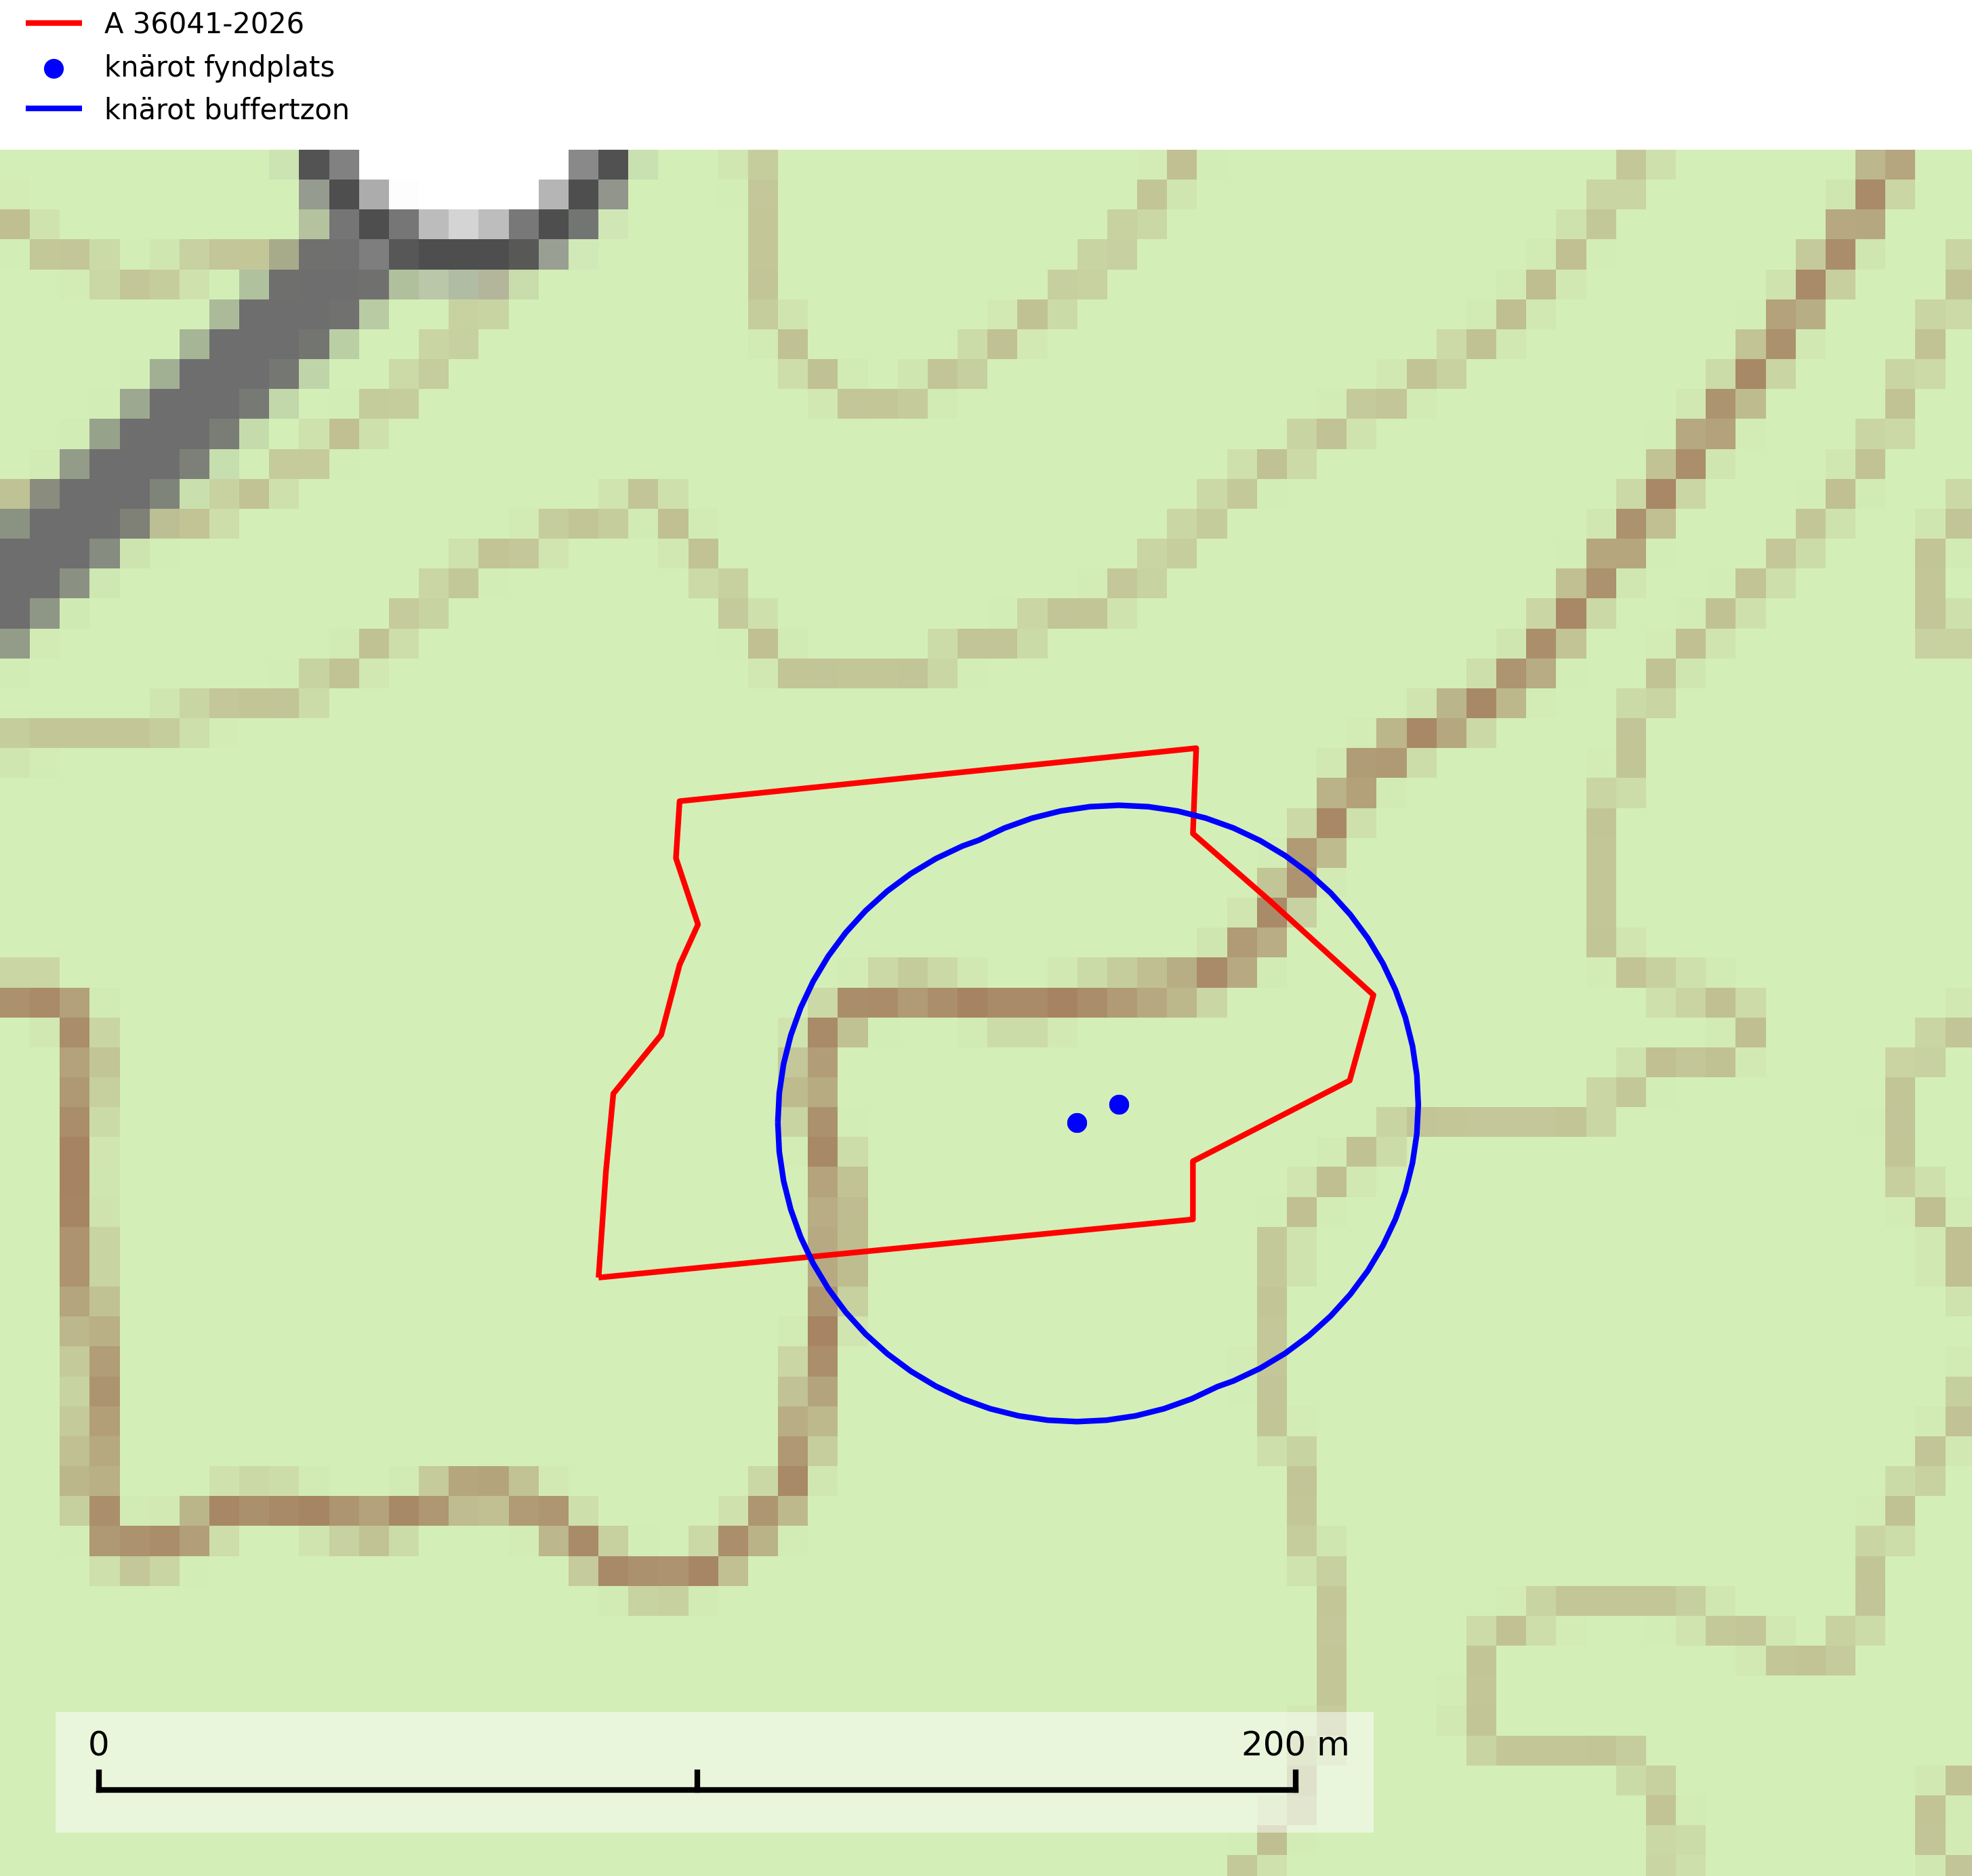 A 36041-2026
knärot fyndplats
knärot buffertzon
0 200 m